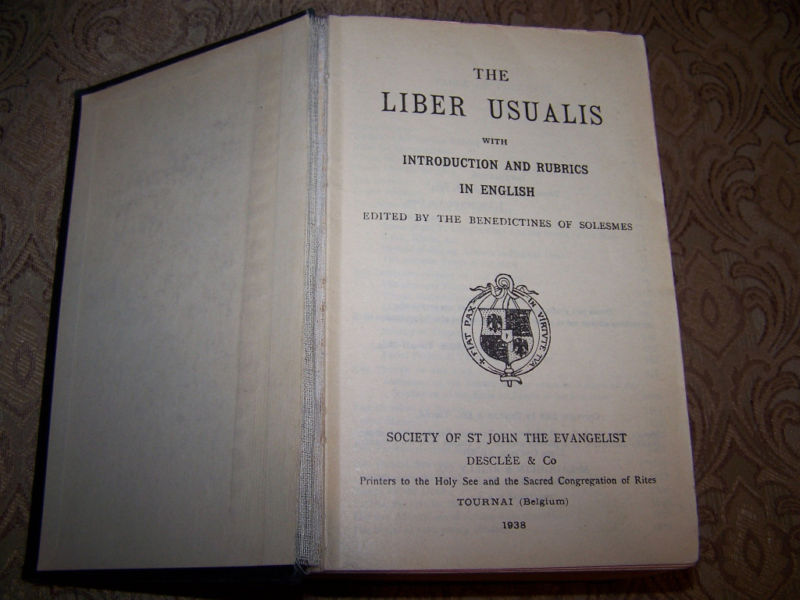 THE
LIBER USUALIS
WITH
INTRODUCTION AND RUBRICS
IN ENGLISH
EDITED BY THE BENEDICTINES OF SOLESMES
✶ FIAT PAX IN VIRTVTE TVA
SOCIETY OF ST JOHN THE EVANGELIST
DESCLÉE & Co
Printers to the Holy See and the Sacred Congregation of Rites
TOURNAI (Belgium)
1938